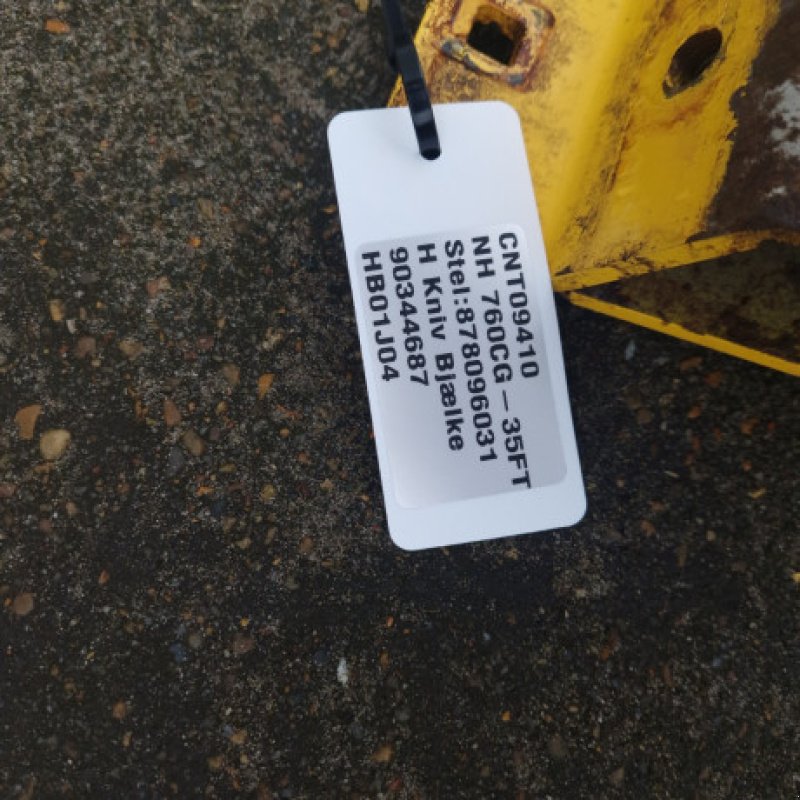 CNT09410
NH 760CG – 35FT
Stel:878096031
H Kniv Bjælke
90344687
HB01J04